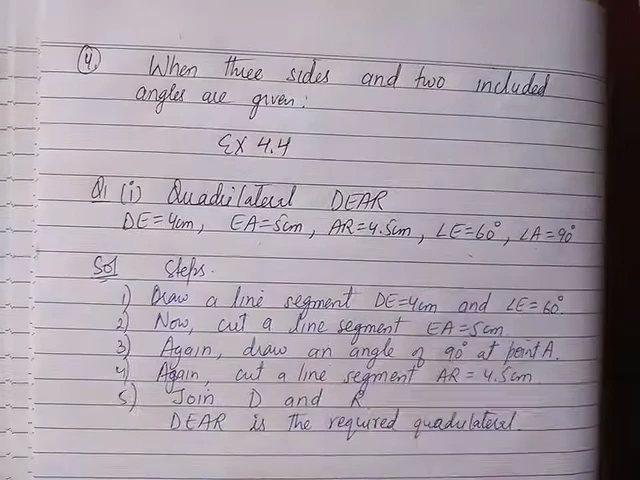 4. When three sides and two included
angles are given:
Ex 4.4
Q1 (i) Quadrilateral DEAR
DE=4cm, EA=5cm, AR=4.5cm, ∠E=60°, ∠A=90°
Sol Steps.
1) Draw a line segment DE=4cm and ∠E=60°.
2) Now, cut a line segment EA=5cm
3) Again, draw an angle of 90° at point A.
4) Again, cut a line segment AR=4.5cm
5) Join D and R
DEAR is the required quadrilateral.